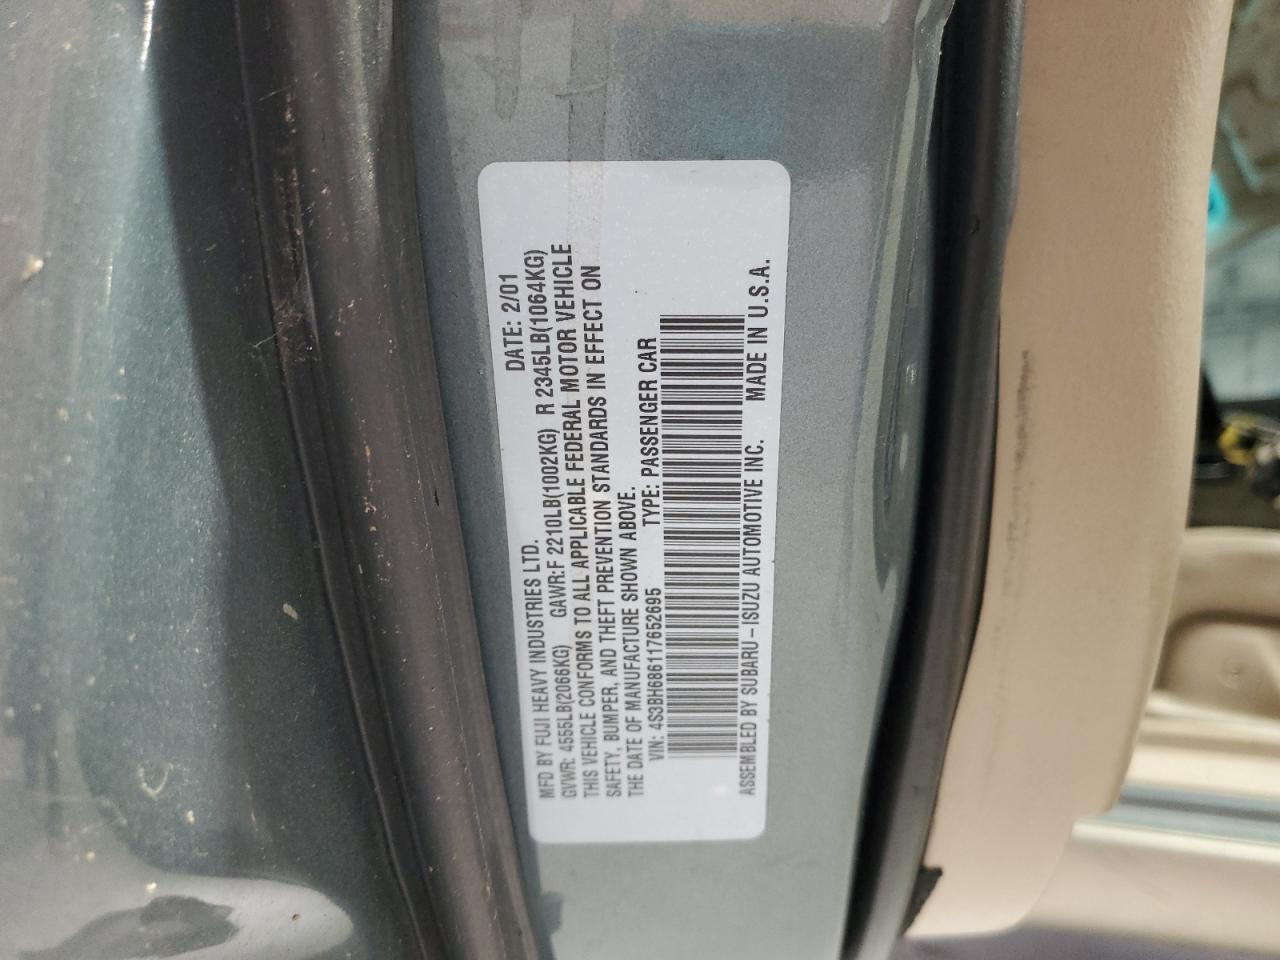 MFD BY FUJI HEAVY INDUSTRIES LTD. DATE: 2/01
GVWR: 4555LB(2066KG) GAWR:F 2210LB(1002KG) R 2345LB(1064KG)
THIS VEHICLE CONFORMS TO ALL APPLICABLE FEDERAL MOTOR VEHICLE
SAFETY, BUMPER, AND THEFT PREVENTION STANDARDS IN EFFECT ON
THE DATE OF MANUFACTURE SHOWN ABOVE.
VIN: 4S3BH686117652695 TYPE: PASSENGER CAR
ASSEMBLED BY SUBARU-ISUZU AUTOMOTIVE INC. MADE IN U.S.A.